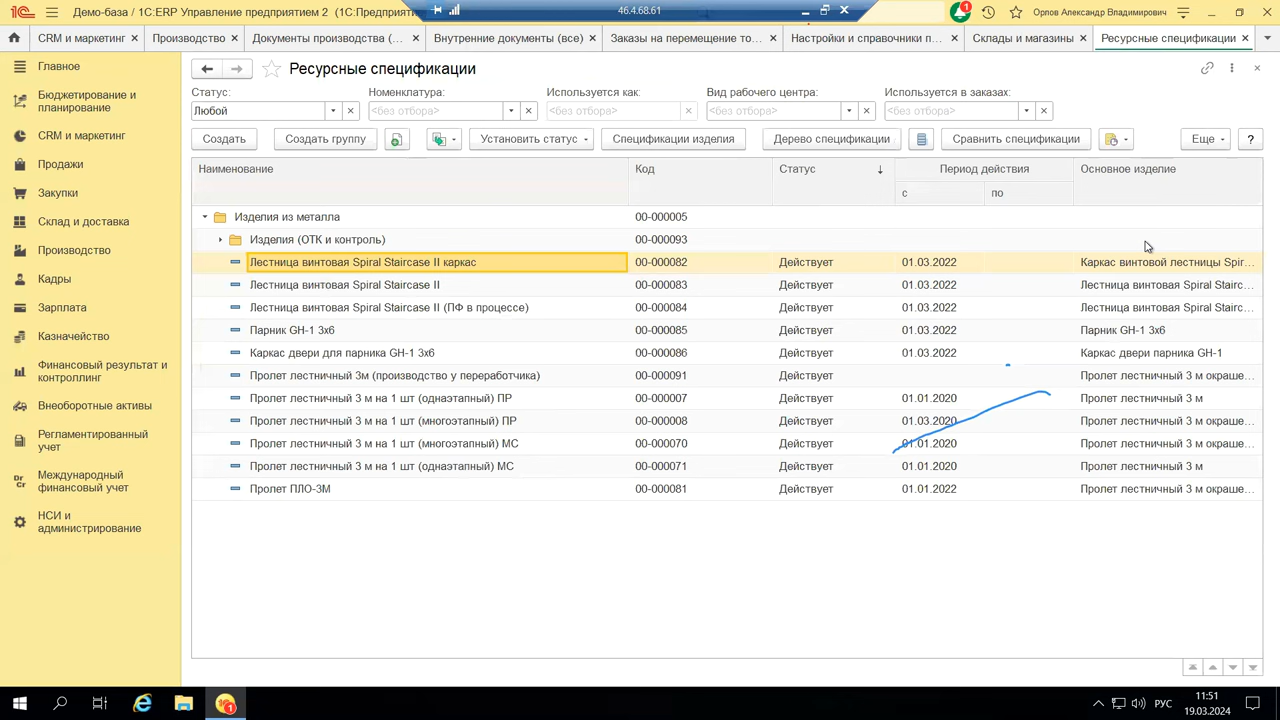 Демо-база / 1С:ERP Управление предприятием 2 (1С:Предприяти
46.4.68.61
1
Орлов Александр Владимирович
CRM и маркетинг ×
Производство ×
Документы производства (... ×
Внутренние документы (все) ×
Заказы на перемещение то... ×
Настройки и справочники п... ×
Склады и магазины ×
Ресурсные спецификации ×
Главное
Бюджетирование и
планирование
CRM и маркетинг
Продажи
Закупки
Склад и доставка
Производство
Кадры
Зарплата
Казначейство
Финансовый результат и
контроллинг
Внеоборотные активы
Регламентированный
учет
Международный
финансовый учет
НСИ и
администрирование
Ресурсные спецификации
Статус: Номенклатура: Используется как: Вид рабочего центра: Используется в заказах:
Любой <без отбора> <без отбора> <без отбора> <без отбора>
Создать Создать группу Установить статус Спецификации изделия Дерево спецификации Сравнить спецификации Еще ?
Наименование Код Статус ↓ Период действия Основное изделие
с по
Изделия из металла 00-000005
Изделия (ОТК и контроль) 00-000093
Лестница винтовая Spiral Staircase II каркас 00-000082 Действует 01.03.2022 Каркас винтовой лестницы Spir...
Лестница винтовая Spiral Staircase II 00-000083 Действует 01.03.2022 Лестница винтовая Spiral Stairc...
Лестница винтовая Spiral Staircase II (ПФ в процессе) 00-000084 Действует 01.03.2022 Лестница винтовая Spiral Stairc...
Парник GH-1 3х6 00-000085 Действует 01.03.2022 Парник GH-1 3х6
Каркас двери для парника GH-1 3х6 00-000086 Действует 01.03.2022 Каркас двери парника GH-1
Пролет лестничный 3м (производство у переработчика) 00-000091 Действует Пролет лестничный 3 м окраше...
Пролет лестничный 3 м на 1 шт (однаэтапный) ПР 00-000007 Действует 01.01.2020 Пролет лестничный 3 м
Пролет лестничный 3 м на 1 шт (многоэтапный) ПР 00-000008 Действует 01.03.2020 Пролет лестничный 3 м окраше...
Пролет лестничный 3 м на 1 шт (многоэтапный) МС 00-000070 Действует 01.01.2020 Пролет лестничный 3 м окраше...
Пролет лестничный 3 м на 1 шт (одназтапный) МС 00-000071 Действует 01.01.2020 Пролет лестничный 3 м
Пролет ПЛО-3М 00-000081 Действует 01.01.2022 Пролет лестничный 3 м окраше...
РУС
11:51
19.03.2024